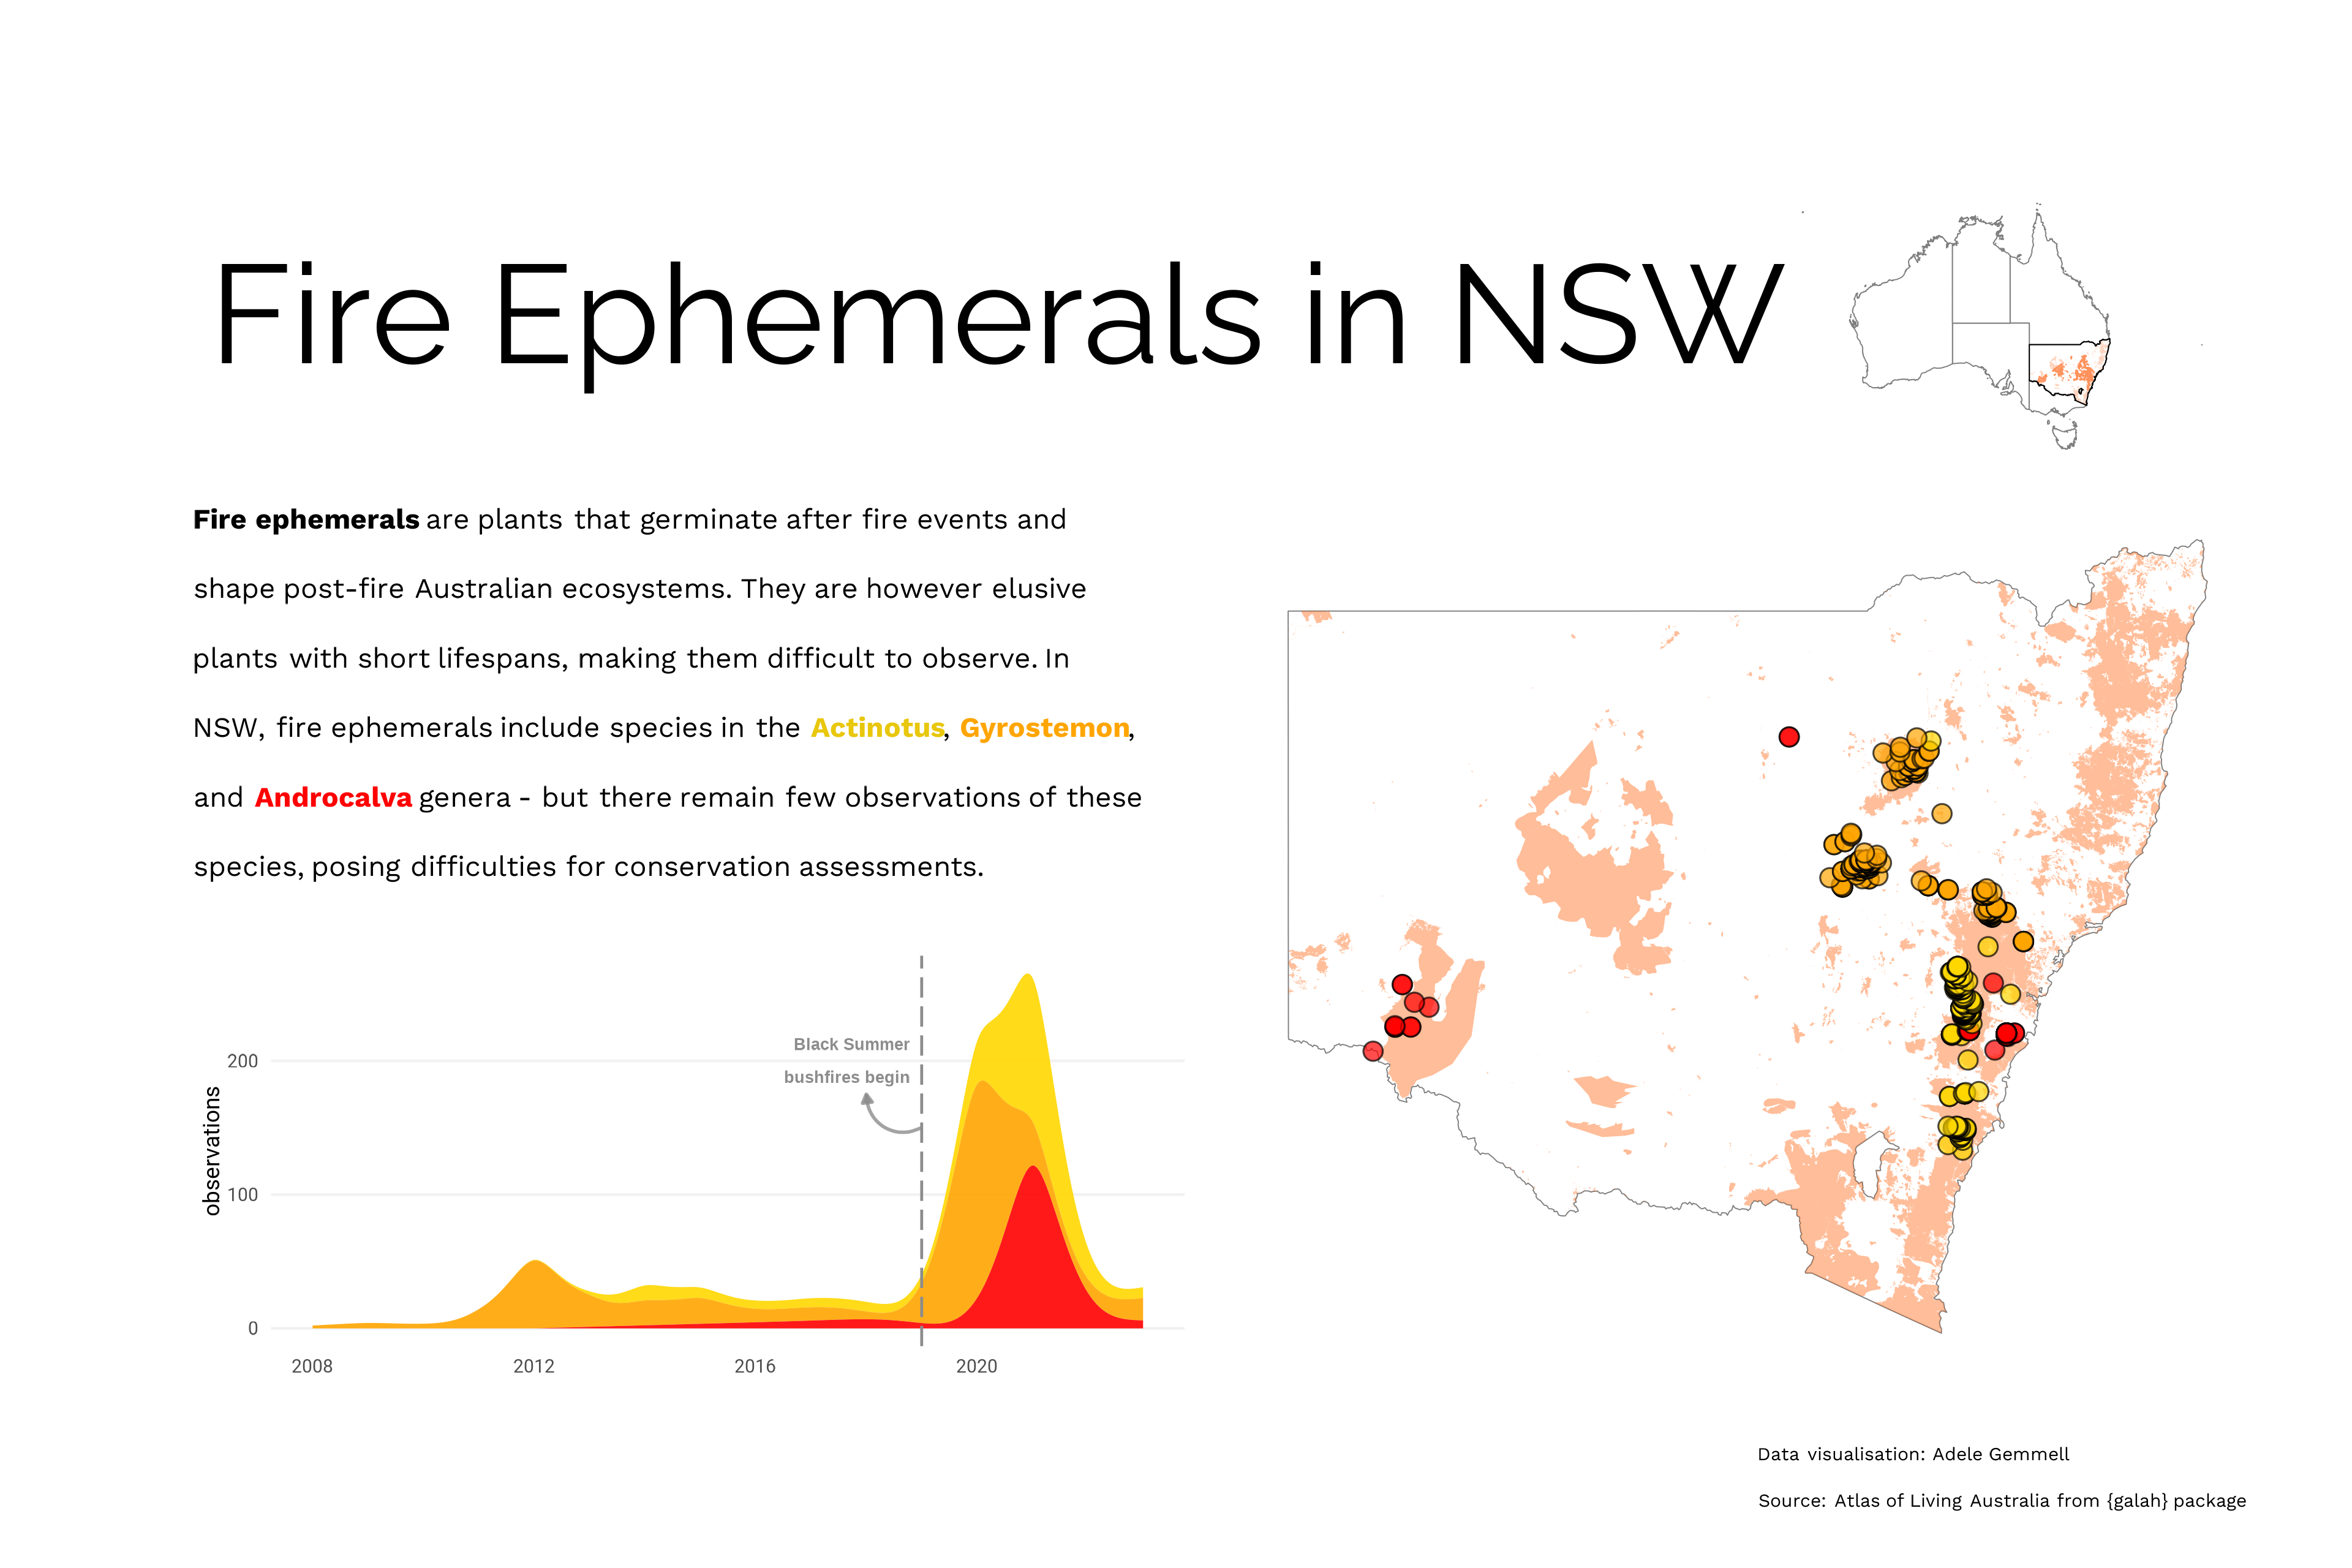 Fire Ephemerals in NSW
Fire ephemerals are plants that germinate after fire events and
shape post-fire Australian ecosystems. They are however elusive
plants with short lifespans, making them difficult to observe. In
NSW, fire ephemerals include species in the Actinotus, Gyrostemon,
and Androcalva genera - but there remain few observations of these
species, posing difficulties for conservation assessments.
Black Summer
bushfires begin
observations
200
100
0
2008
2012
2016
2020
Data visualisation: Adele Gemmell
Source: Atlas of Living Australia from {galah} package